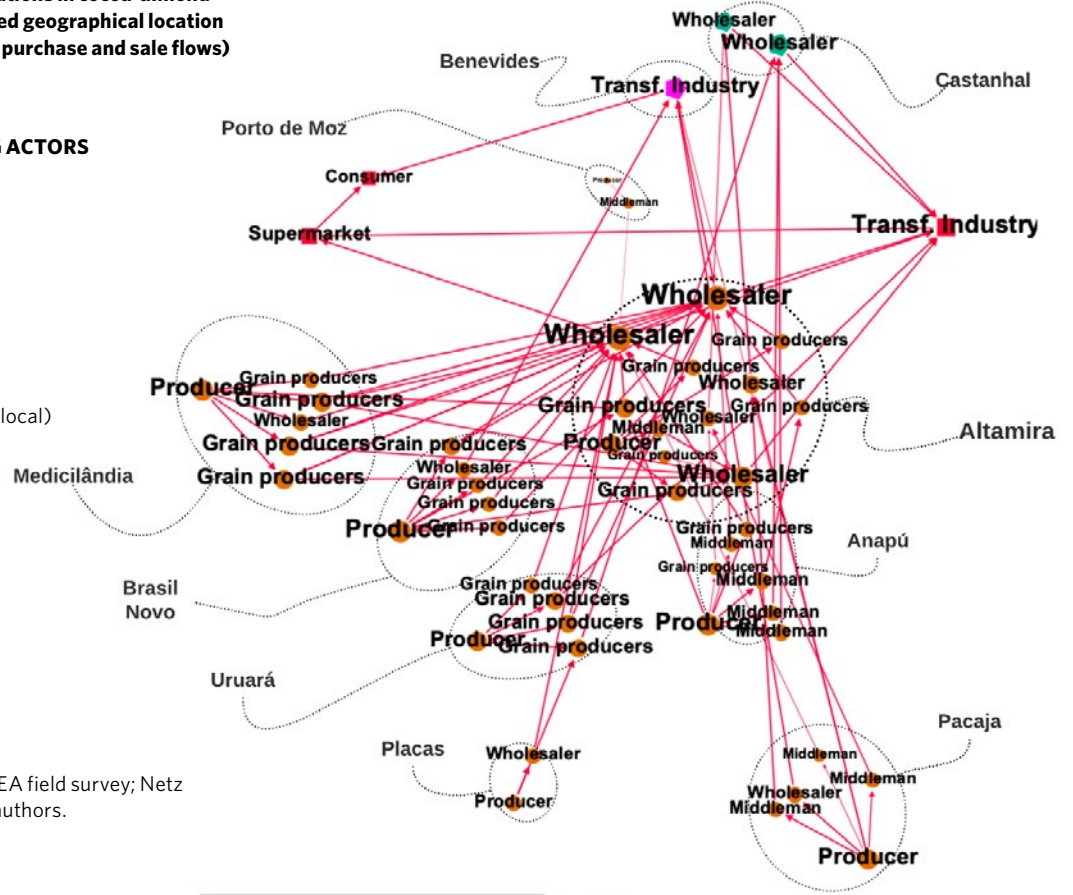 ed geographical location
purchase and sale flows)
ACTORS
local)
EA field survey; Netz
uthors.
Wholesaler
Wholesaler
Benevides
Transf. Industry
Castanhal
Porto de Moz
Consumer
Producer
Middleman
Supermarket
Transf. Industry
Wholesaler
Wholesaler
Grain producers
Grain producers
Wholesaler
Grain producers
Producer
Grain producers
Grain producers
Wholesaler
Grain producers
Wholesaler
Middleman
Altamira
Grain producers
Grain producers
Producer
Grain producers
Medicilândia
Grain producers
Wholesaler
Grain producers
Wholesaler
Grain producers
Grain producers
Producer
Grain producers
Grain producers
Middleman
Anapú
Grain producers
Middleman
Brasil
Novo
Grain producers
Grain producers
Middleman
Producer
Middleman
Grain producers
Producer
Grain producers
Uruará
Pacaja
Placas
Wholesaler
Middleman
Middleman
Wholesaler
Middleman
Producer
Producer